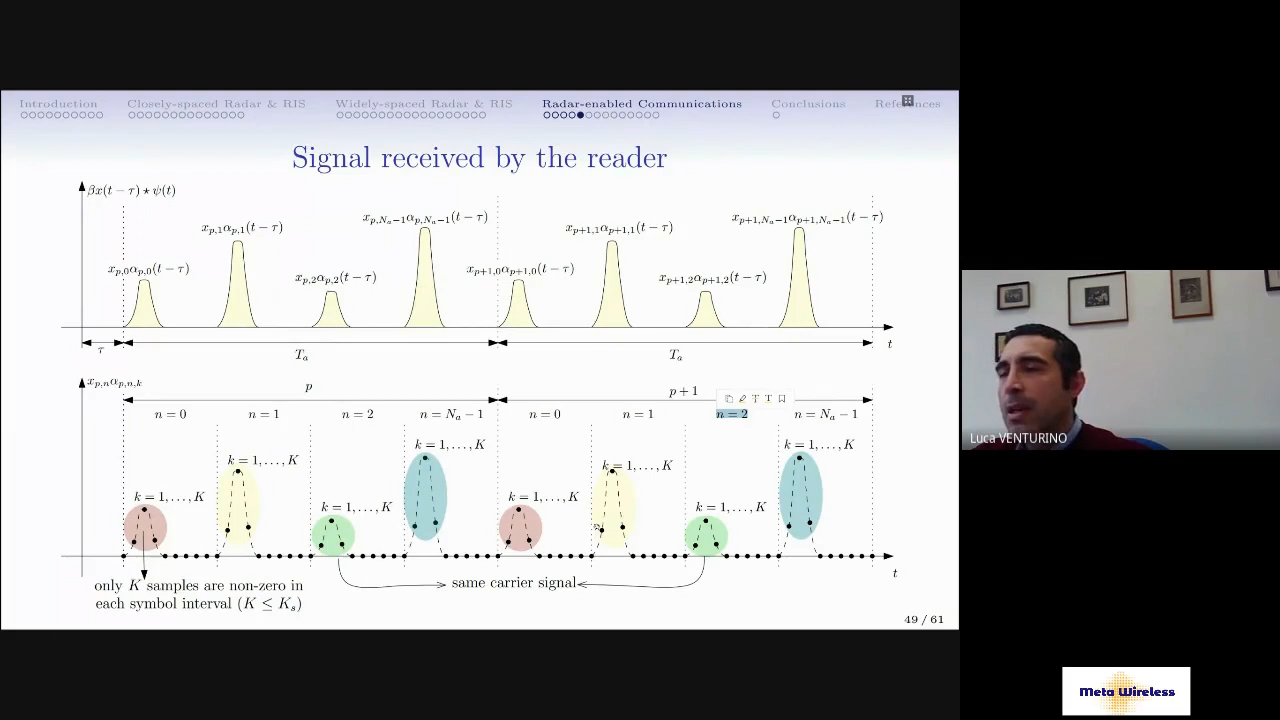 Introduction Closely-spaced Radar & RIS Widely-spaced Radar & RIS Radar-enabled Communications Conclusions References
Signal received by the reader
βx(t − τ) ⋆ ψ(t)
x_{p,N_a−1}α_{p,N_a−1}(t − τ) x_{p+1,N_a−1}α_{p+1,N_a−1}(t − τ)
x_{p,1}α_{p,1}(t − τ) x_{p+1,1}α_{p+1,1}(t − τ)
x_{p,0}α_{p,0}(t − τ) x_{p+1,0}α_{p+1,0}(t − τ)
x_{p,2}α_{p,2}(t − τ) x_{p+1,2}α_{p+1,2}(t − τ)
τ T_a T_a t
x_{p,n}α_{p,n,k}
p p + 1
n = 0 n = 1 n = 2 n = N_a − 1 n = 0 n = 1 n = 2 n = N_a − 1
k = 1, . . . , K k = 1, . . . , K
k = 1, . . . , K k = 1, . . . , K
k = 1, . . . , K k = 1, . . . , K
k = 1, . . . , K k = 1, . . . , K
t
only K samples are non-zero in
each symbol interval (K ≤ K_s)
same carrier signal
49 / 61
Luca VENTURINO
Meta Wireless